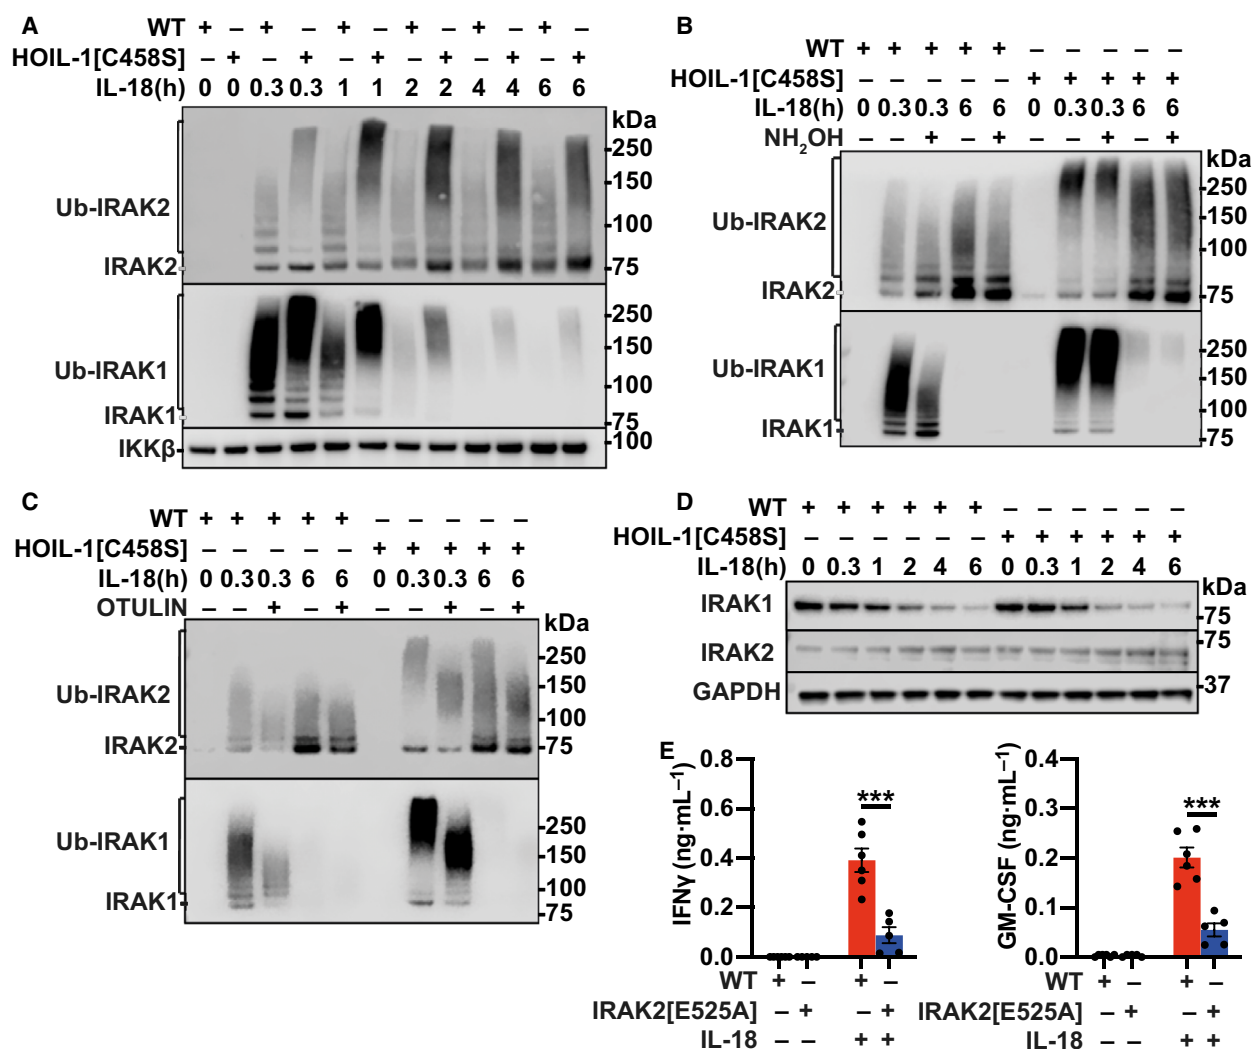 A
WT + – + – + – + – + – + –
HOIL-1[C458S] – + – + – + – + – + – +
IL-18(h) 0 0 0.3 0.3 1 1 2 2 4 4 6 6
kDa
250
150
Ub-IRAK2
100
IRAK2 75
250
150
Ub-IRAK1
100
IRAK1 75
IKKβ 100
B
WT + + + + + – – – – –
HOIL-1[C458S] – – – – – + + + + +
IL-18(h) 0 0.3 0.3 6 6 0 0.3 0.3 6 6
NH2OH – – + – + – – + – +
kDa
250
Ub-IRAK2 150
100
IRAK2 75
250
Ub-IRAK1 150
100
IRAK1 75
C
WT + + + + + – – – – –
HOIL-1[C458S] – – – – – + + + + +
IL-18(h) 0 0.3 0.3 6 6 0 0.3 0.3 6 6
OTULIN – – + – + – – + – +
kDa
250
Ub-IRAK2 150
100
IRAK2 75
250
Ub-IRAK1 150
100
IRAK1 75
D
WT + + + + + + – – – – – –
HOIL-1[C458S] – – – – – – + + + + + +
IL-18(h) 0 0.3 1 2 4 6 0 0.3 1 2 4 6
kDa
IRAK1 75
75
IRAK2
GAPDH 37
E
IFNγ (ng·mL−1)
0.8
0.6
0.4
0.2
0.0
***
WT + – + –
IRAK2[E525A] – + – +
IL-18 – – + +
GM-CSF (ng·mL−1)
0.4
0.3
0.2
0.1
0.0
***
WT + – + –
IRAK2[E525A] – + – +
IL-18 – – + +